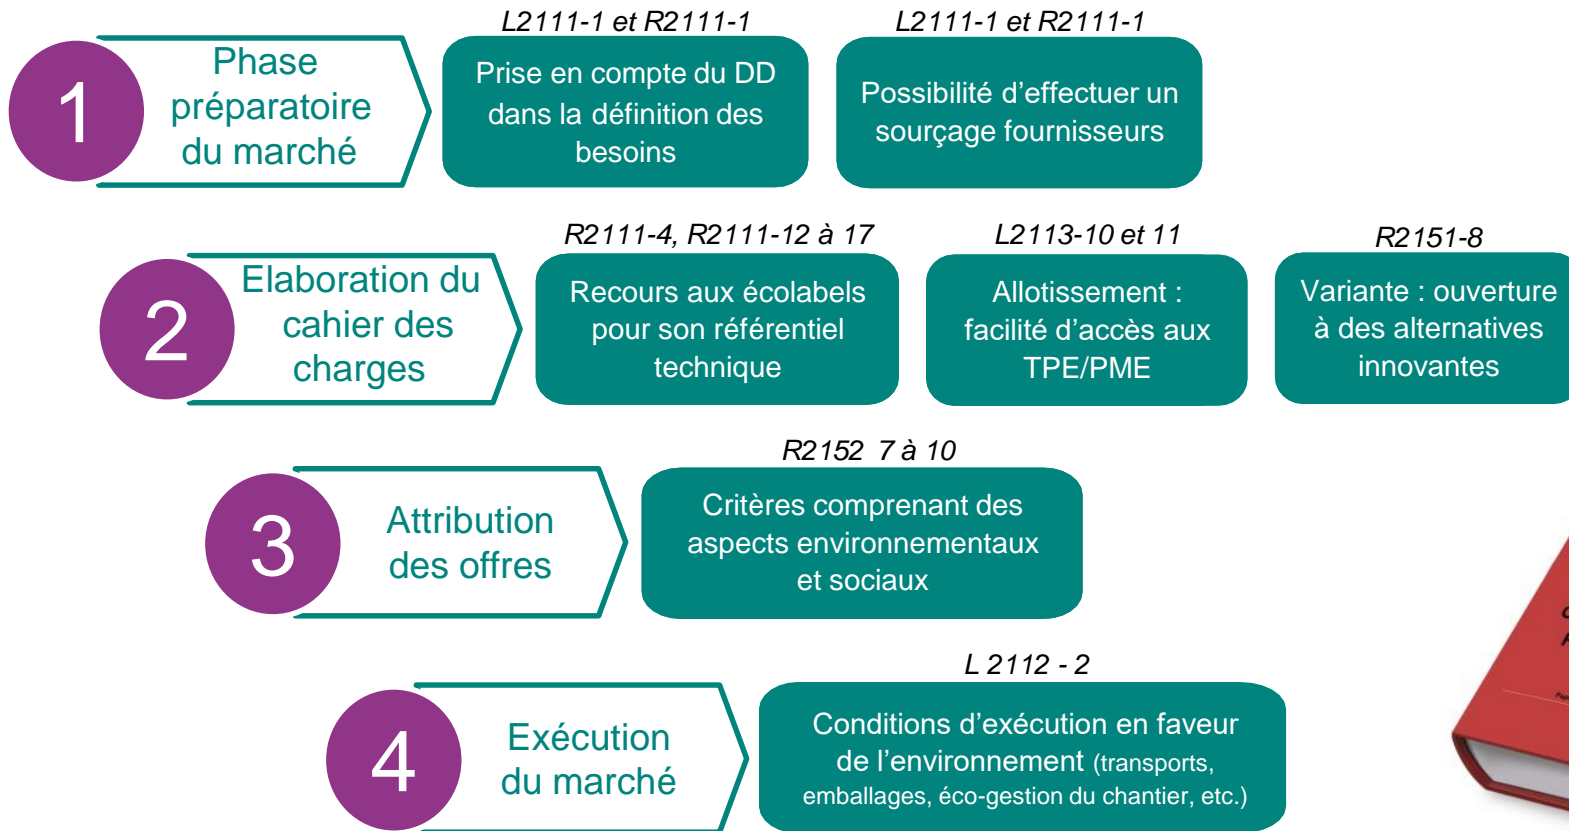 L2111-1 et R2111-1
L2111-1 et R2111-1
1
Phase
préparatoire
du marché
Prise en compte du DD
dans la définition des
besoins
Possibilité d’effectuer un
sourçage fournisseurs
R2111-4, R2111-12 à 17
L2113-10 et 11
R2151-8
2
Elaboration du
cahier des
charges
Recours aux écolabels
pour son référentiel
technique
Allotissement :
facilité d’accès aux
TPE/PME
Variante : ouverture
à des alternatives
innovantes
R2152 7 à 10
3
Attribution
des offres
Critères comprenant des
aspects environnementaux
et sociaux
L 2112 - 2
4
Exécution
du marché
Conditions d’exécution en faveur
de l’environnement (transports,
emballages, éco-gestion du chantier, etc.)